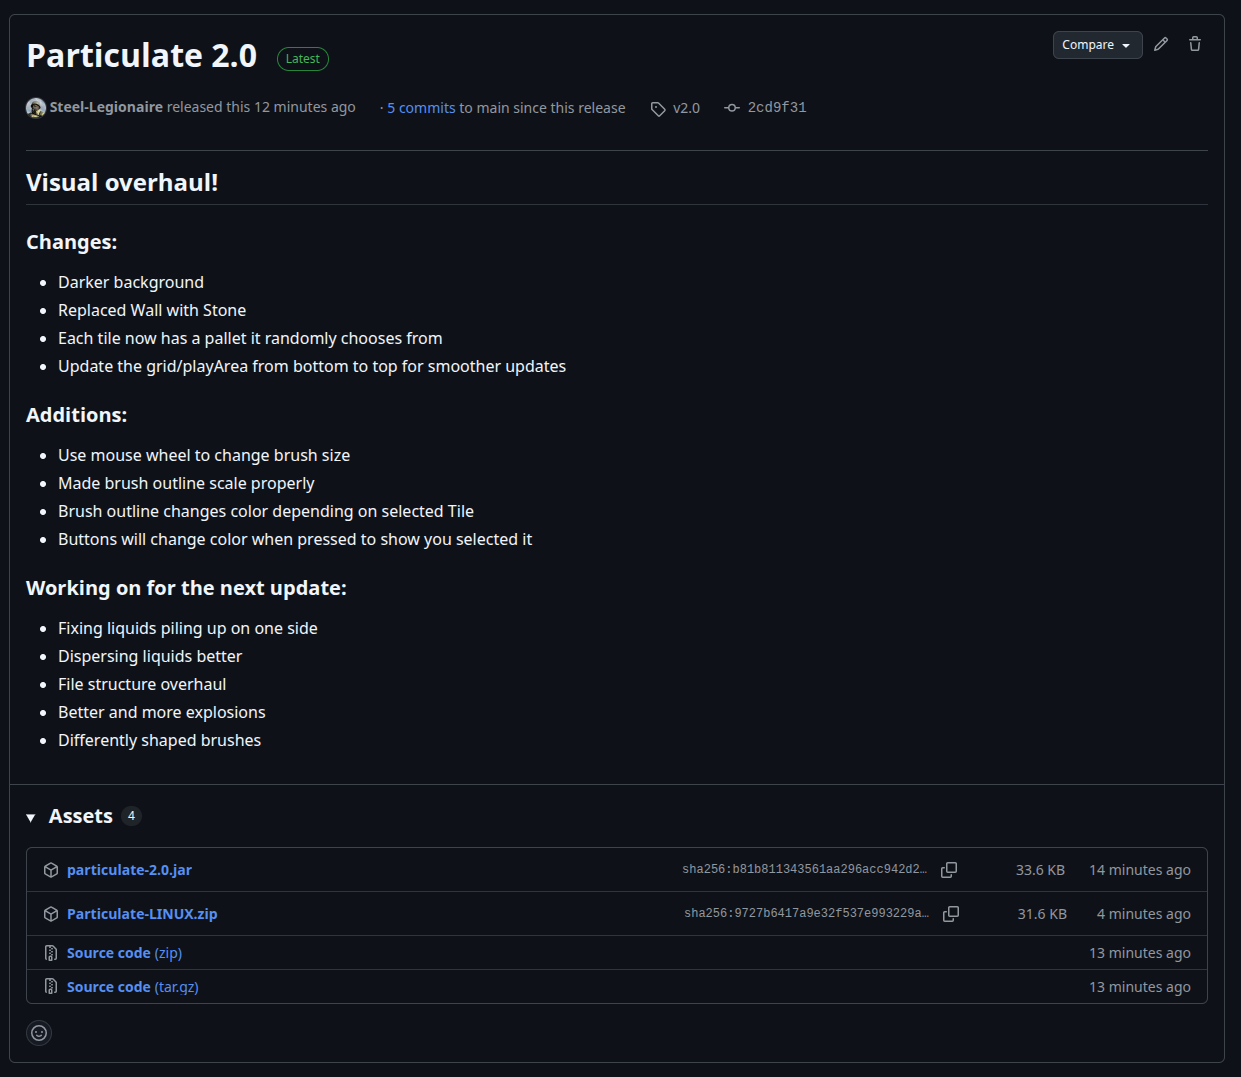 Particulate 2.0 Latest Compare
Steel-Legionaire released this 12 minutes ago · 5 commits to main since this release v2.0 2cd9f31
Visual overhaul!
Changes:
Darker background
Replaced Wall with Stone
Each tile now has a pallet it randomly chooses from
Update the grid/playArea from bottom to top for smoother updates
Additions:
Use mouse wheel to change brush size
Made brush outline scale properly
Brush outline changes color depending on selected Tile
Buttons will change color when pressed to show you selected it
Working on for the next update:
Fixing liquids piling up on one side
Dispersing liquids better
File structure overhaul
Better and more explosions
Differently shaped brushes
Assets 4
particulate-2.0.jar sha256:b81b811343561aa296acc942d2… 33.6 KB 14 minutes ago
Particulate-LINUX.zip sha256:9727b6417a9e32f537e993229a… 31.6 KB 4 minutes ago
Source code (zip) 13 minutes ago
Source code (tar.gz) 13 minutes ago